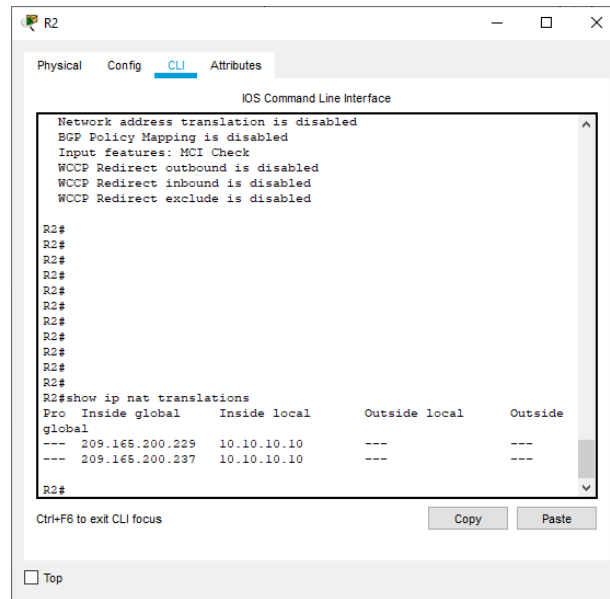 R2
Physical Config CLI Attributes
IOS Command Line Interface
Network address translation is disabled
BGP Policy Mapping is disabled
Input features: MCI Check
WCCP Redirect outbound is disabled
WCCP Redirect inbound is disabled
WCCP Redirect exclude is disabled
R2#
R2#
R2#
R2#
R2#
R2#
R2#
R2#
R2#
R2#
R2#
R2#show ip nat translations
Pro Inside global Inside local Outside local Outside
global
--- 209.165.200.229 10.10.10.10 --- ---
--- 209.165.200.237 10.10.10.10 --- ---
R2#
Ctrl+F6 to exit CLI focus Copy Paste
Top